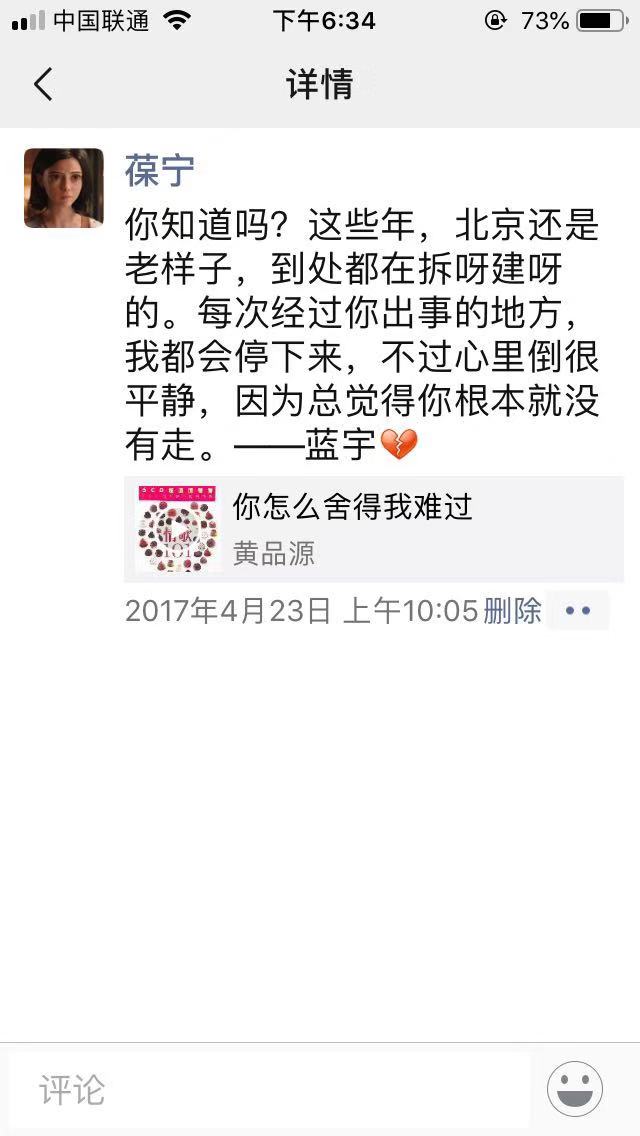 中国联通 下午6:34 73%
详情
葆宁
你知道吗？这些年，北京还是
老样子，到处都在拆呀建呀
的。每次经过你出事的地方，
我都会停下来，不过心里倒很
平静，因为总觉得你根本就没
有走。——蓝宇💔
情歌
101
你怎么舍得我难过
黄品源
2017年4月23日 上午10:05 删除
评论